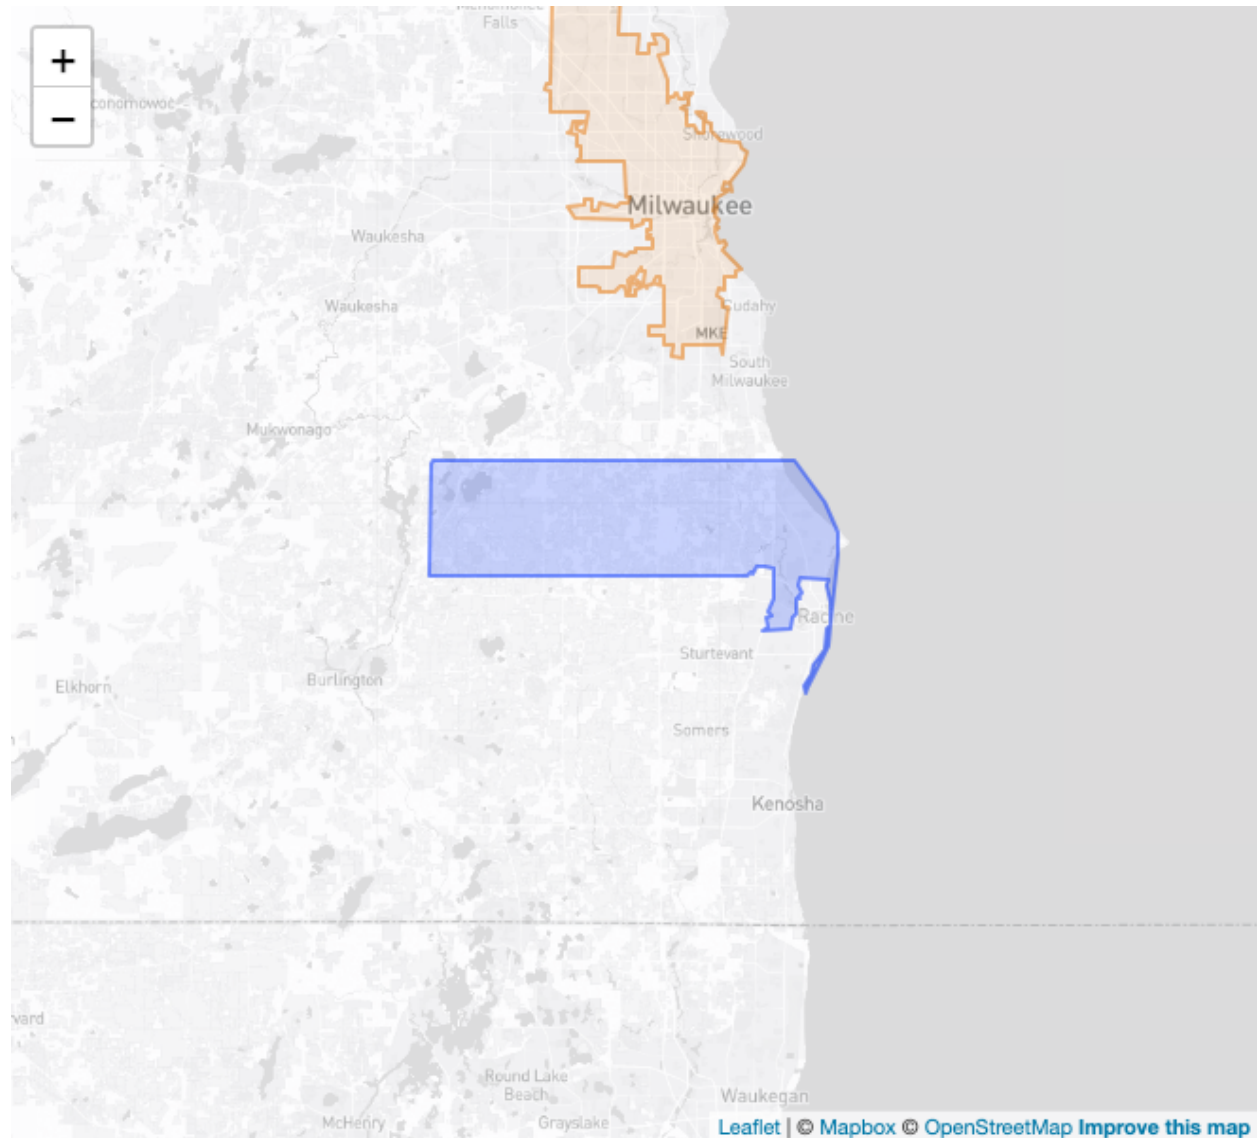 Falls
+
−
Shorewood
Milwaukee
Waukesha
Waukesha
Cudahy
MKE
South
Milwaukee
Mukwonago
Racine
Sturtevant
Burlington
Elkhorn
Somers
Kenosha
Round Lake
Beach
Waukegan
McHenry
Grayslake
Leaflet | © Mapbox © OpenStreetMap Improve this map